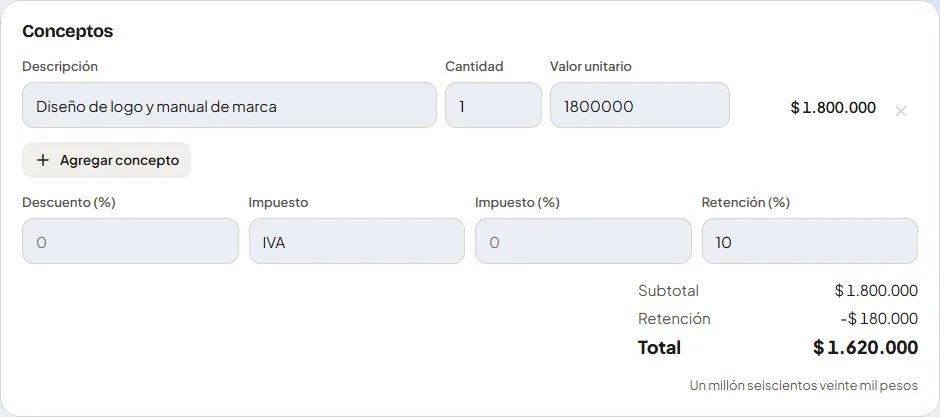 Conceptos
Descripción Cantidad Valor unitario
Diseño de logo y manual de marca 1 1800000 $ 1.800.000 ×
+ Agregar concepto
Descuento (%) Impuesto Impuesto (%) Retención (%)
0 IVA 0 10
Subtotal $ 1.800.000
Retención -$ 180.000
Total $ 1.620.000
Un millón seiscientos veinte mil pesos